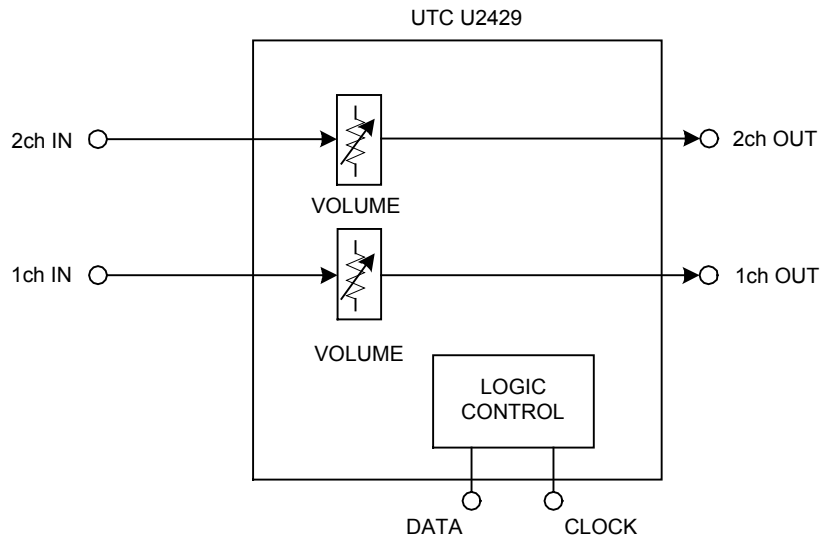 UTC U2429
2ch IN
2ch OUT
VOLUME
1ch IN
1ch OUT
VOLUME
LOGIC
CONTROL
DATA
CLOCK